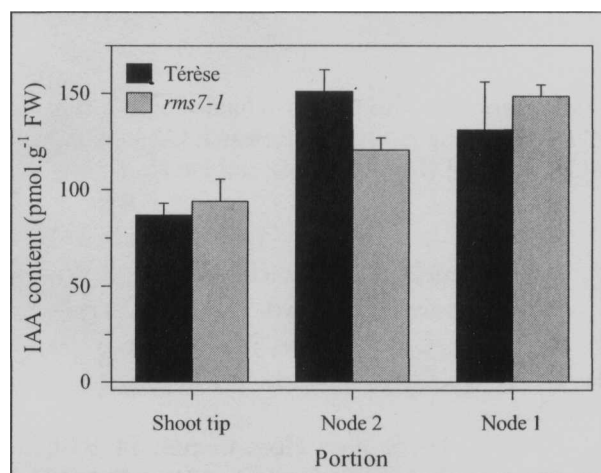 IAA content (pmol.g⁻¹ FW)
150
100
50
0
Térèse
rms7-1
Shoot tip
Node 2
Node 1
Portion